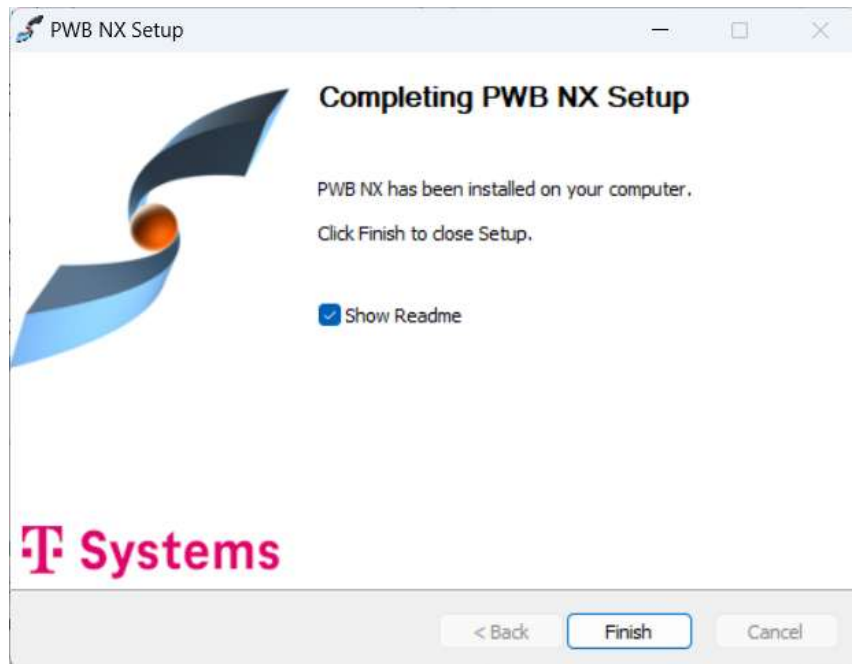 PWB NX Setup
Completing PWB NX Setup
PWB NX has been installed on your computer.
Click Finish to close Setup.
Show Readme
T Systems
< Back
Finish
Cancel